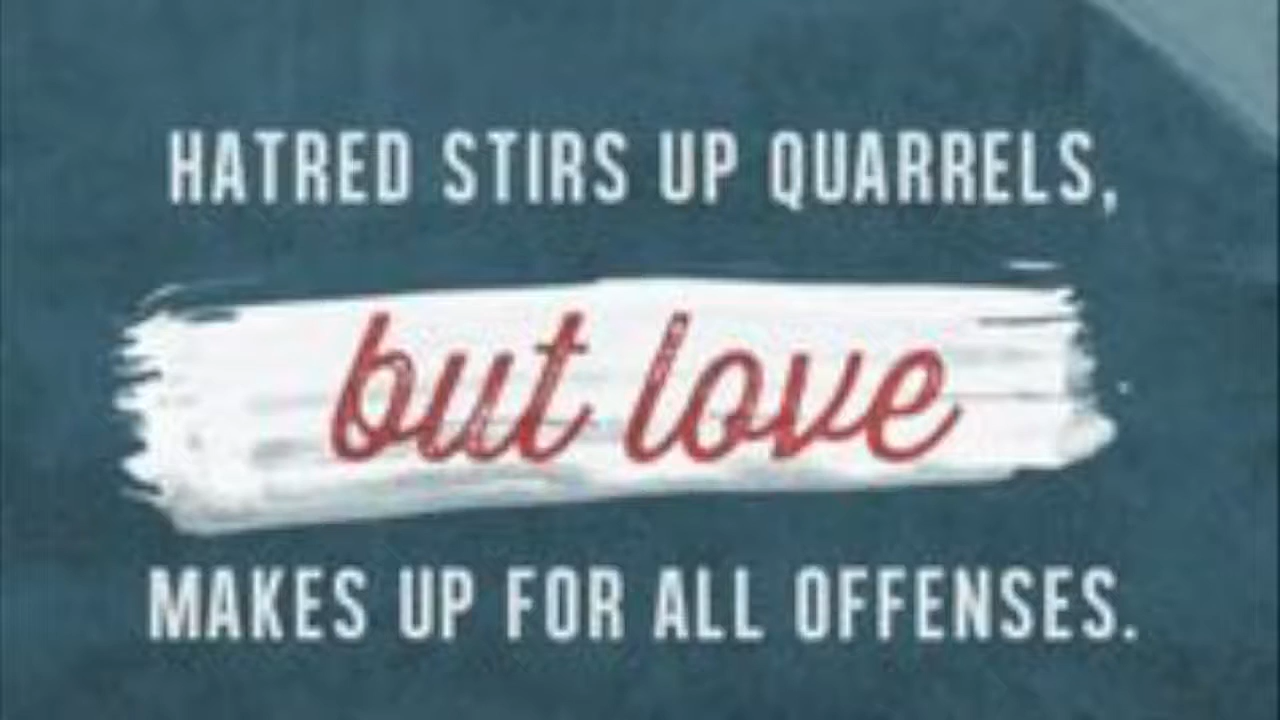 HATRED STIRS UP QUARRELS,
but love
MAKES UP FOR ALL OFFENSES.